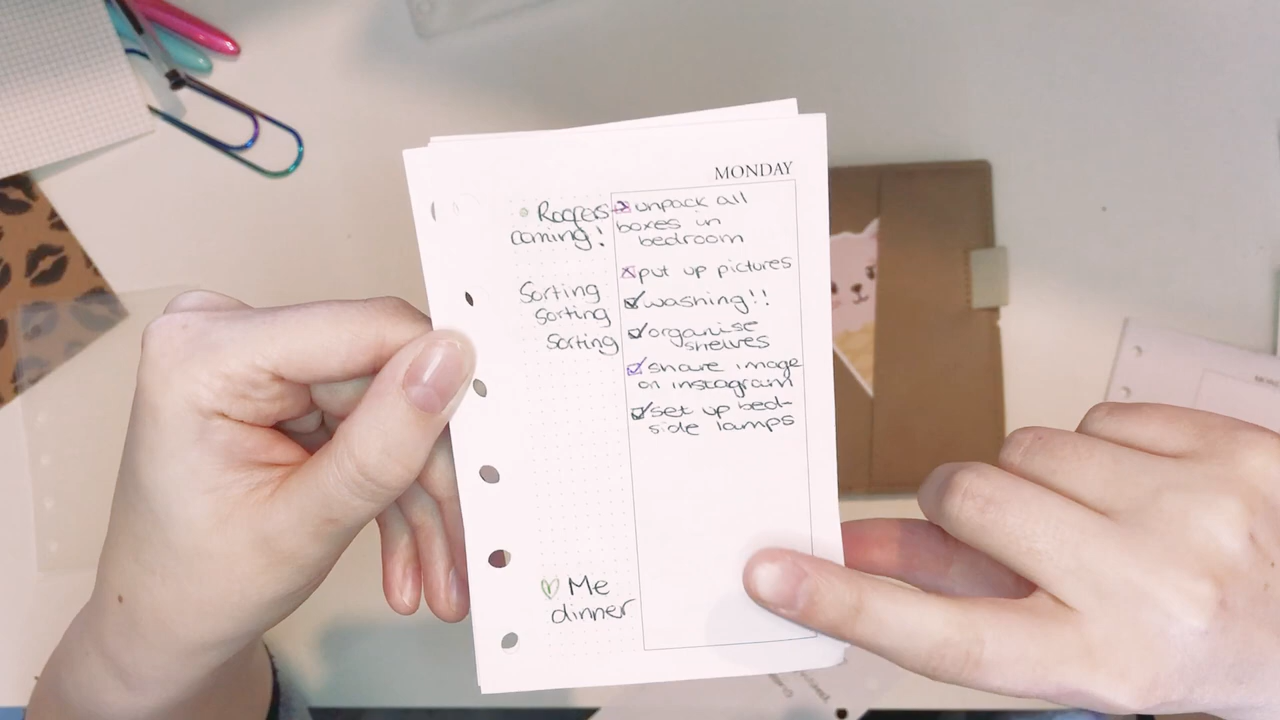 MONDAY
Roofers
coming!
Sorting
sorting
Sorting
Me
dinner
unpack all
boxes in
bedroom
put up pictures
washing!!
organise
shelves
share image
on instagram
set up bed-
side lamps